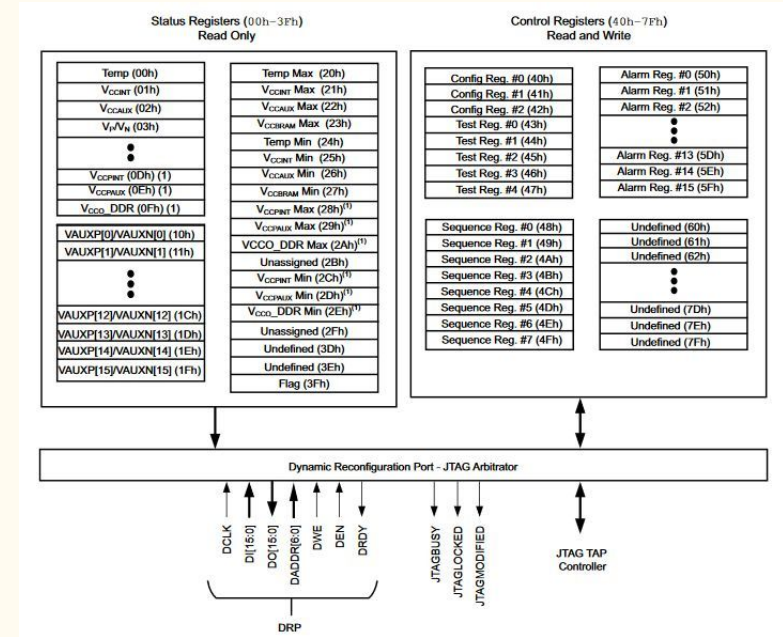 Status Registers (00h–3Fh)
Read Only
Control Registers (40h–7Fh)
Read and Write
Temp (00h)
VCCINT (01h)
VCCAUX (02h)
VP/VN (03h)
VCCPINT (0Dh) (1)
VCCPAUX (0Eh) (1)
VCCO_DDR (0Fh) (1)
VAUXP[0]/VAUXN[0] (10h)
VAUXP[1]/VAUXN[1] (11h)
VAUXP[12]/VAUXN[12] (1Ch)
VAUXP[13]/VAUXN[13] (1Dh)
VAUXP[14]/VAUXN[14] (1Eh)
VAUXP[15]/VAUXN[15] (1Fh)
Temp Max (20h)
VCCINT Max (21h)
VCCAUX Max (22h)
VCCBRAM Max (23h)
Temp Min (24h)
VCCINT Min (25h)
VCCAUX Min (26h)
VCCBRAM Min (27h)
VCCPINT Max (28h)(1)
VCCPAUX Max (29h)(1)
VCCO_DDR Max (2Ah)(1)
Unassigned (2Bh)
VCCPINT Min (2Ch)(1)
VCCPAUX Min (2Dh)(1)
VCCO_DDR Min (2Eh)(1)
Unassigned (2Fh)
Undefined (3Dh)
Undefined (3Eh)
Flag (3Fh)
Config Reg. #0 (40h)
Config Reg. #1 (41h)
Config Reg. #2 (42h)
Test Reg. #0 (43h)
Test Reg. #1 (44h)
Test Reg. #2 (45h)
Test Reg. #3 (46h)
Test Reg. #4 (47h)
Sequence Reg. #0 (48h)
Sequence Reg. #1 (49h)
Sequence Reg. #2 (4Ah)
Sequence Reg. #3 (4Bh)
Sequence Reg. #4 (4Ch)
Sequence Reg. #5 (4Dh)
Sequence Reg. #6 (4Eh)
Sequence Reg. #7 (4Fh)
Alarm Reg. #0 (50h)
Alarm Reg. #1 (51h)
Alarm Reg. #2 (52h)
Alarm Reg. #13 (5Dh)
Alarm Reg. #14 (5Eh)
Alarm Reg. #15 (5Fh)
Undefined (60h)
Undefined (61h)
Undefined (62h)
Undefined (7Dh)
Undefined (7Eh)
Undefined (7Fh)
Dynamic Reconfiguration Port - JTAG Arbitrator
DCLK
DI[15:0]
DO[15:0]
DADDR[6:0]
DWE
DEN
DRDY
JTAGBUSY
JTAGLOCKED
JTAGMODIFIED
JTAG TAP
Controller
DRP